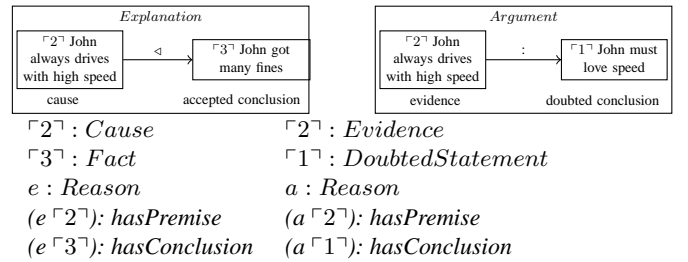 Explanation
⌜2⌝ John
always drives
with high speed
◁
⌜3⌝ John got
many fines
cause
accepted conclusion
Argument
⌜2⌝ John
always drives
with high speed
:
⌜1⌝ John must
love speed
evidence
doubted conclusion
⌜2⌝ : Cause
⌜3⌝ : Fact
e : Reason
(e ⌜2⌝): hasPremise
(e ⌜3⌝): hasConclusion
⌜2⌝ : Evidence
⌜1⌝ : DoubtedStatement
a : Reason
(a ⌜2⌝): hasPremise
(a ⌜1⌝): hasConclusion